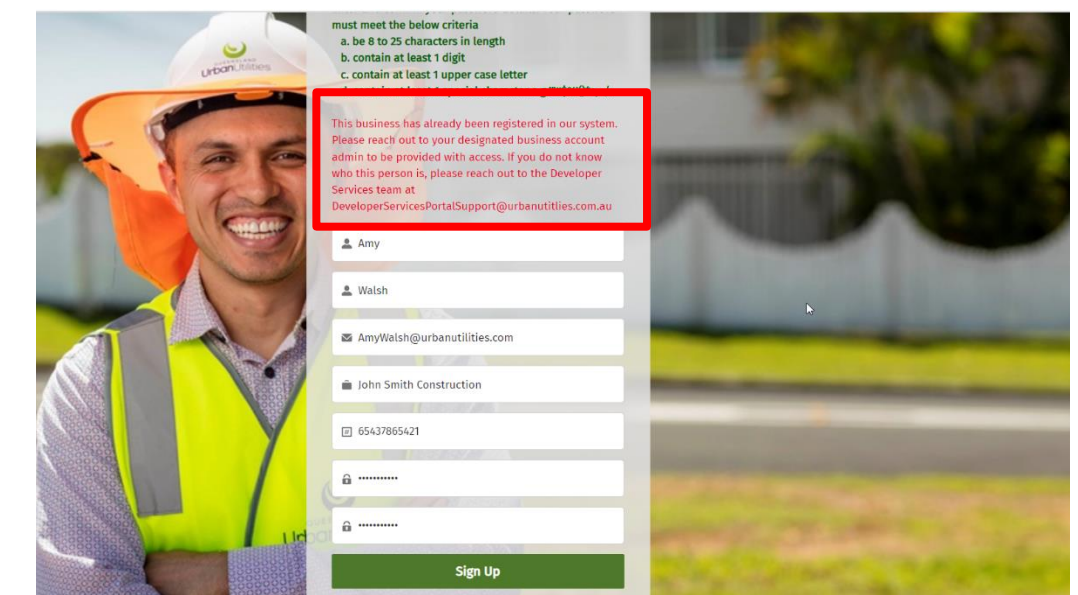 must meet the below criteria
a. be 8 to 25 characters in length
b. contain at least 1 digit
c. contain at least 1 upper case letter
This business has already been registered in our system.
Please reach out to your designated business account
admin to be provided with access. If you do not know
who this person is, please reach out to the Developer
Services team at
DeveloperServicesPortalSupport@urbanutitlies.com.au
Amy
Walsh
AmyWalsh@urbanutilities.com
John Smith Construction
65437865421
Sign Up
QUEENSLAND
UrbanUtilities